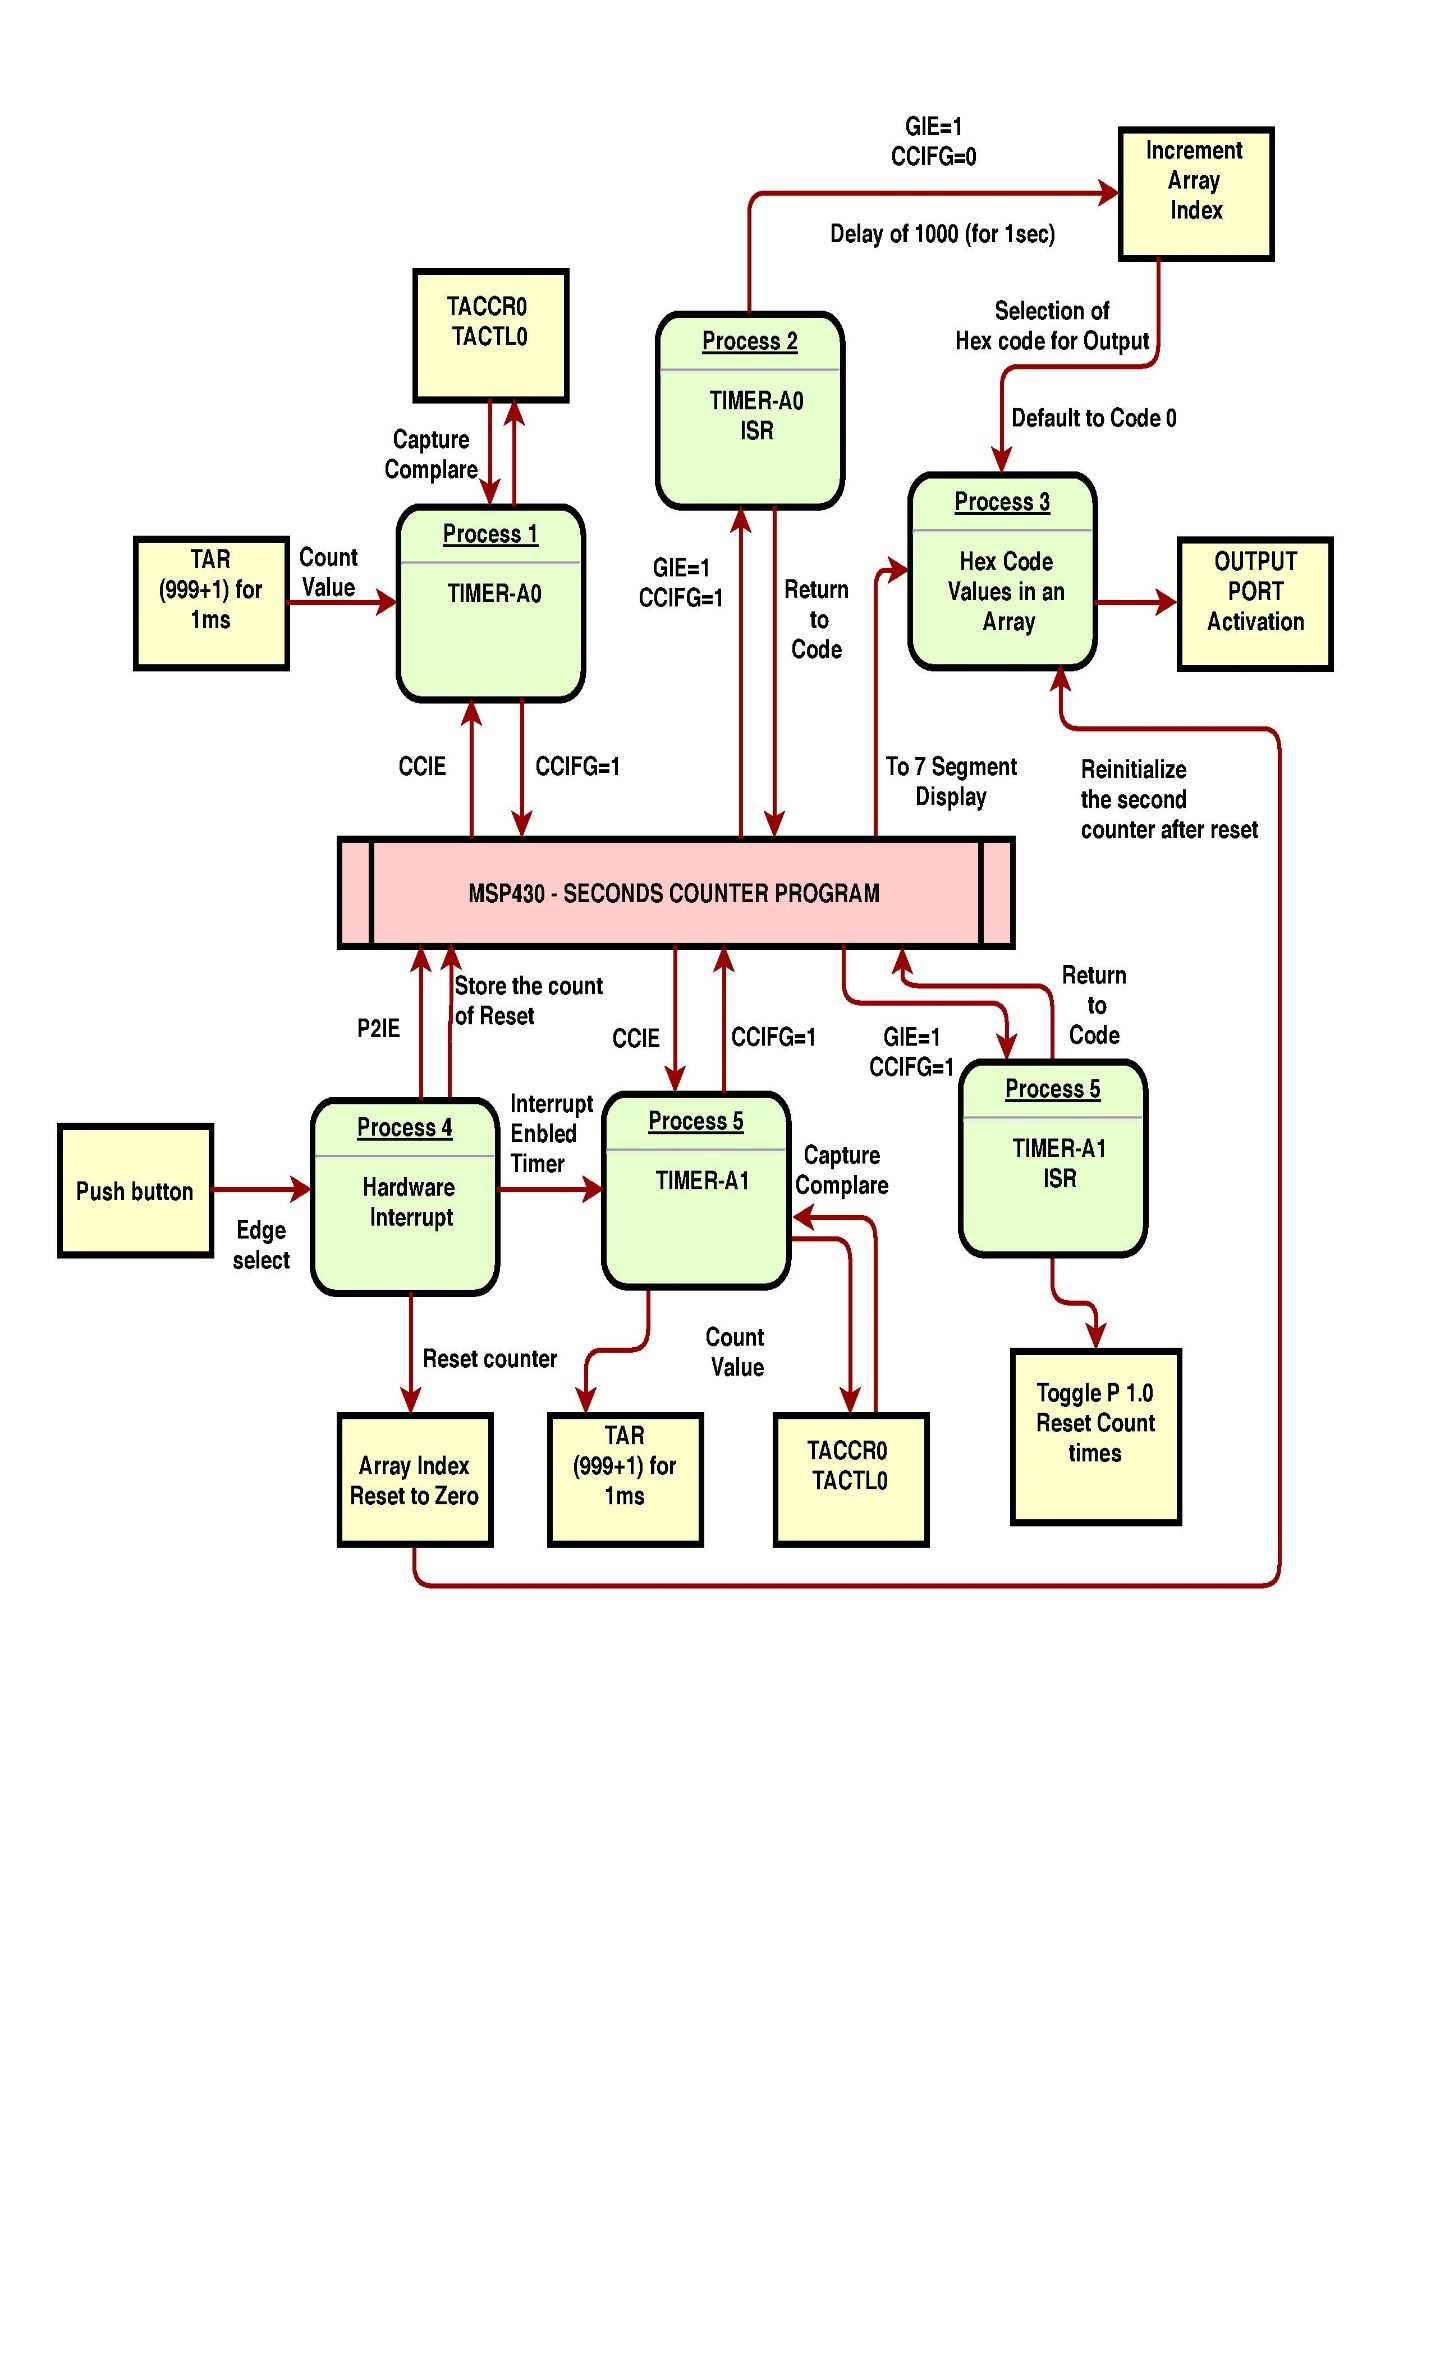 GIE=1
CCIFG=0
Increment
Array
Index
Delay of 1000 (for 1sec)
TACCR0
TACTL0
Selection of
Hex code for Output
Process 2
TIMER-A0
ISR
Default to Code 0
Capture
Complare
Process 1
TIMER-A0
Process 3
Hex Code
Values in an
Array
TAR
(999+1) for
1ms
Count
Value
GIE=1
CCIFG=1
Return
to
Code
OUTPUT
PORT
Activation
CCIE
CCIFG=1
To 7 Segment
Display
Reinitialize
the second
counter after reset
MSP430 - SECONDS COUNTER PROGRAM
P2IE
Store the count
of Reset
CCIE
CCIFG=1
GIE=1
CCIFG=1
Return
to
Code
Push button
Edge
select
Process 4
Hardware
Interrupt
Interrupt
Enbled
Timer
Process 5
TIMER-A1
Capture
Complare
Process 5
TIMER-A1
ISR
Reset counter
Count
Value
Array Index
Reset to Zero
TAR
(999+1) for
1ms
TACCR0
TACTL0
Toggle P 1.0
Reset Count
times